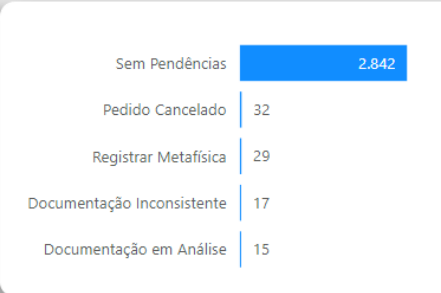 Sem Pendências 2.842
Pedido Cancelado 32
Registrar Metafísica 29
Documentação Inconsistente 17
Documentação em Análise 15